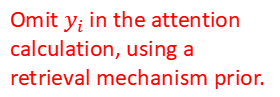 Omit yᵢ in the attention
calculation, using a
retrieval mechanism prior.